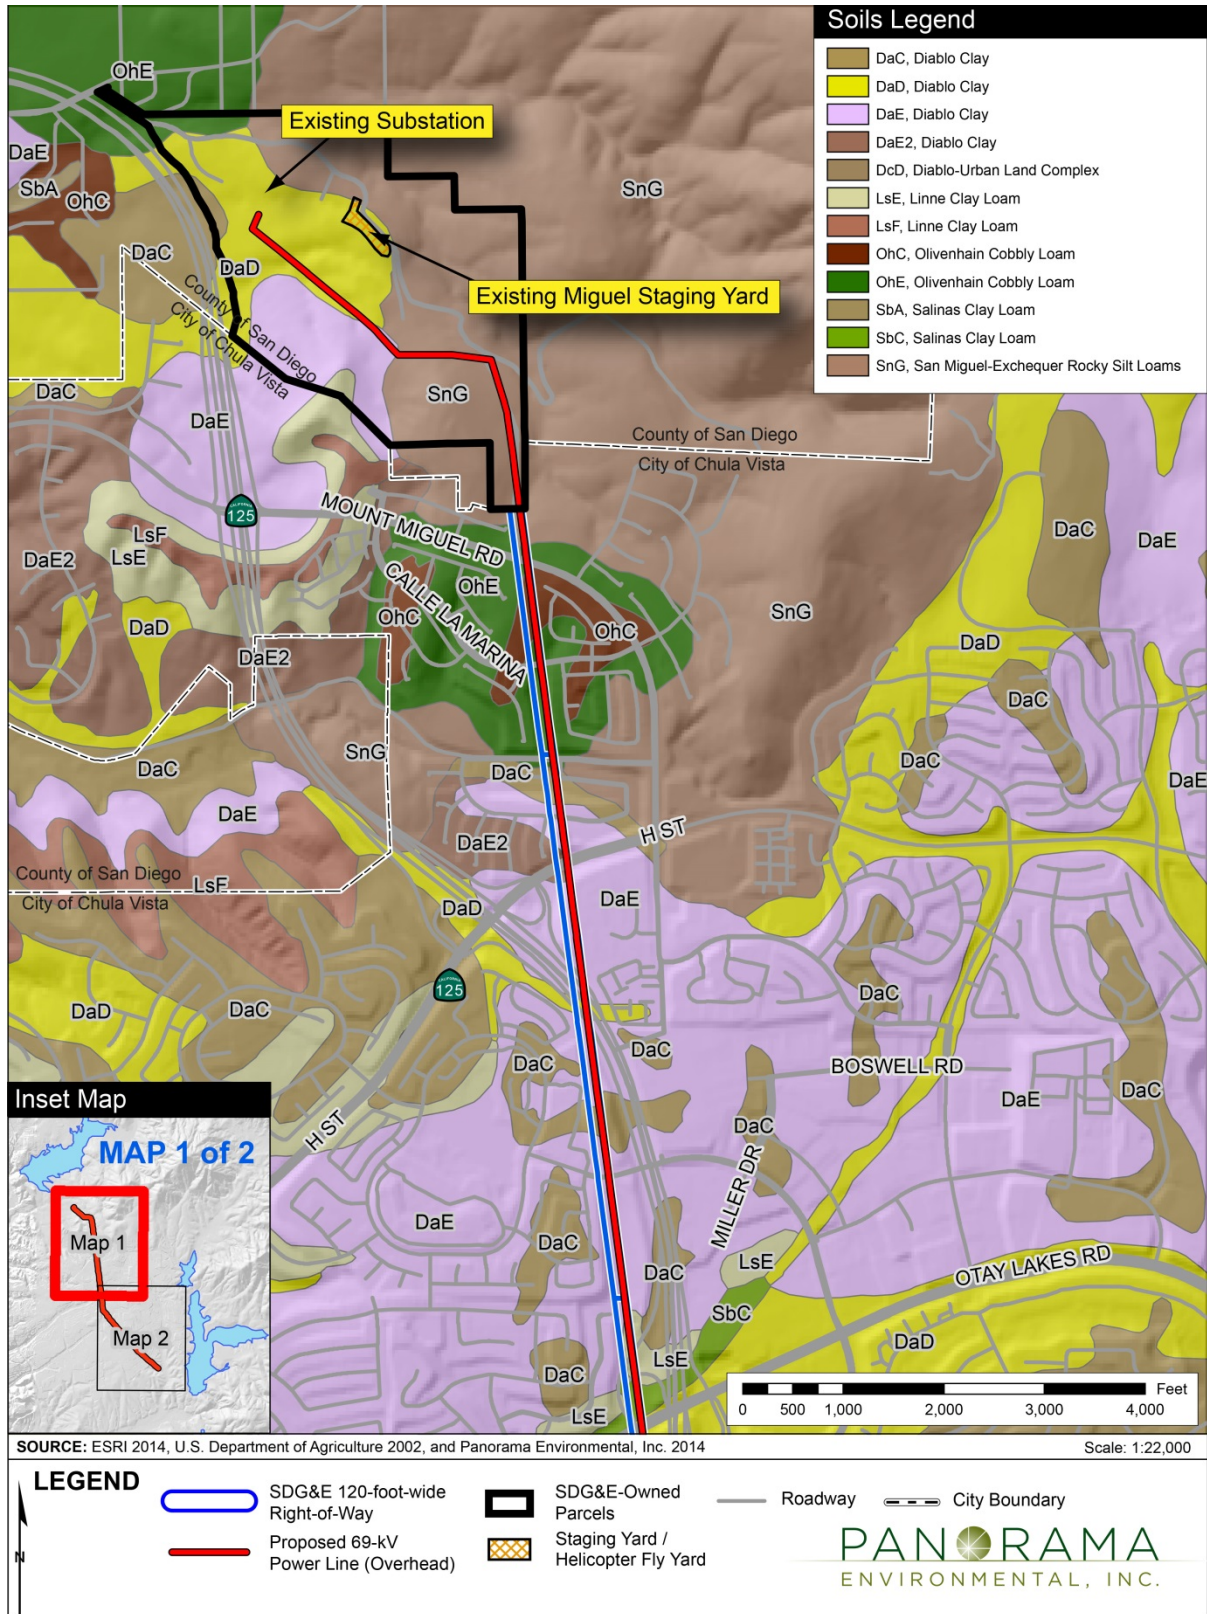 Soils Legend
DaC, Diablo Clay
DaD, Diablo Clay
DaE, Diablo Clay
DaE2, Diablo Clay
DcD, Diablo-Urban Land Complex
LsE, Linne Clay Loam
LsF, Linne Clay Loam
OhC, Olivenhain Cobbly Loam
OhE, Olivenhain Cobbly Loam
SbA, Salinas Clay Loam
SbC, Salinas Clay Loam
SnG, San Miguel-Exchequer Rocky Silt Loams
OhE
Existing Substation
DaE
SbA
OhC
SnG
DaC
DaD
Existing Miguel Staging Yard
County of San Diego
City of Chula Vista
DaC
SnG
DaE
County of San Diego
City of Chula Vista
CALIFORNIA
125
MOUNT MIGUEL RD
DaC
DaE
LsF
LsE
DaE2
OhE
CALLE LA MARINA
OhC
OhC
SnG
DaD
DaE2
DaD
DaC
SnG
DaC
DaC
DaC
DaE
DaE
DaE2
H ST
County of San Diego
LsF
City of Chula Vista
DaD
DaE
CALIFORNIA
125
DaC
DaD
DaC
DaC
DaC
BOSWELL RD
DaE
DaC
DaC
H ST
MILLER DR
DaE
DaC
LsE
DaC
OTAY LAKES RD
SbC
DaD
LsE
DaC
LsE
Inset Map
MAP 1 of 2
Map 1
Map 2
Feet
0 500 1,000 2,000 3,000 4,000
SOURCE: ESRI 2014, U.S. Department of Agriculture 2002, and Panorama Environmental, Inc. 2014
Scale: 1:22,000
LEGEND
N
SDG&E 120-foot-wide
Right-of-Way
Proposed 69-kV
Power Line (Overhead)
SDG&E-Owned
Parcels
Staging Yard /
Helicopter Fly Yard
Roadway
City Boundary
PANORAMA
ENVIRONMENTAL, INC.